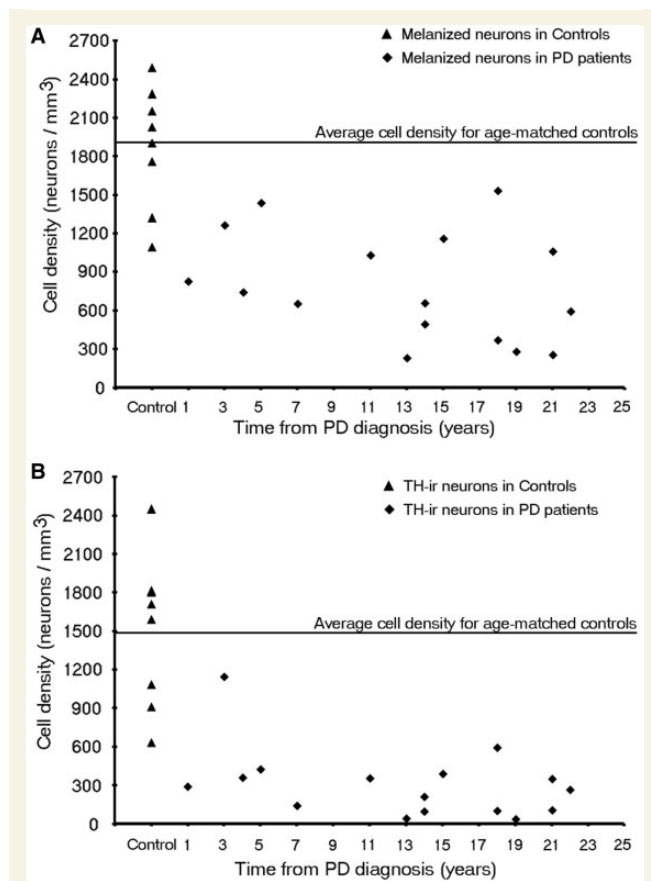 A
2700
2400
2100
1800
1500
1200
900
600
300
0
Cell density (neurons / mm3)
▲ Melanized neurons in Controls
◆ Melanized neurons in PD patients
Average cell density for age-matched controls
Control 1 3 5 7 9 11 13 15 17 19 21 23 25
Time from PD diagnosis (years)
B
2700
2400
2100
1800
1500
1200
900
600
300
0
Cell density (neurons / mm3)
▲ TH-ir neurons in Controls
◆ TH-ir neurons in PD patients
Average cell density for age-matched controls
Control 1 3 5 7 9 11 13 15 17 19 21 23 25
Time from PD diagnosis (years)